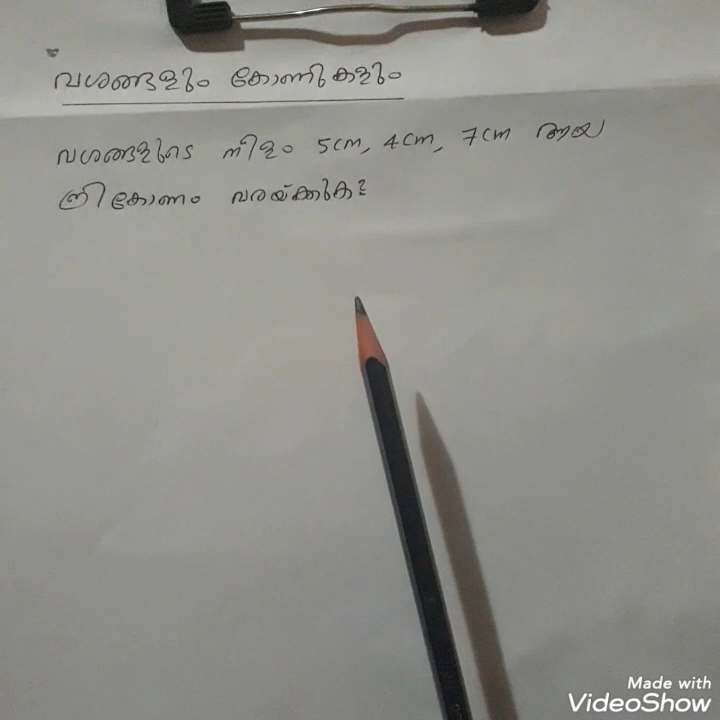 വശങ്ങളും കോണുകളും
വശങ്ങളുടെ നീളം 5cm, 4cm, 7cm ആയ
ത്രികോണം വരയ്ക്കുക?
Made with
VideoShow